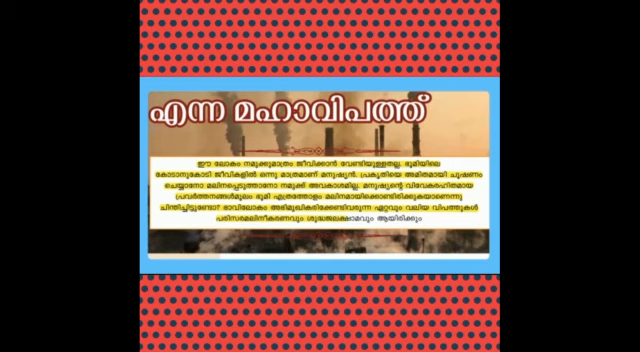 എന്ന മഹാവിപത്ത്
ഈ ലോകം നമുക്കുമാത്രം ജീവിക്കാൻ വേണ്ടിയുള്ളതല്ല. ഭൂമിയിലെ
കോടാനുകോടി ജീവികളിൽ ഒന്നു മാത്രമാണ് മനുഷ്യൻ. പ്രകൃതിയെ അമിതമായി ചൂഷണം
ചെയ്യാനോ മലിനപ്പെടുത്താനോ നമുക്ക് അവകാശമില്ല. മനുഷ്യന്റെ വിവേകരഹിതമായ
പ്രവർത്തനങ്ങൾമൂലം ഭൂമി എത്രത്തോളം മലിനമായിക്കൊണ്ടിരിക്കുകയാണെന്നു
ചിന്തിച്ചിട്ടുണ്ടോ? ഭാവിലോകം അഭിമുഖീകരിക്കേണ്ടിവരുന്ന ഏറ്റവും വലിയ വിപത്തുകൾ
പരിസരമലിനീകരണവും ശുദ്ധജലക്ഷാമവും ആയിരിക്കും